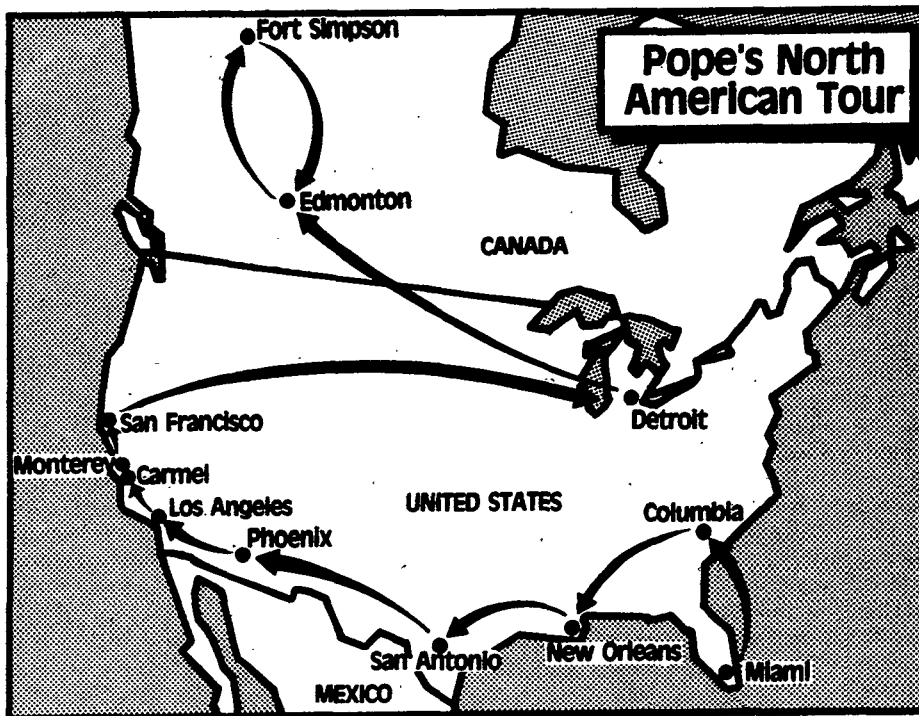 Fort Simpson
Pope's North
American Tour
Edmonton
CANADA
San Francisco
Detroit
Monterey
Carmel
UNITED STATES
Los Angeles
Columbia
Phoenix
San Antonio
New Orleans
Miami
MEXICO